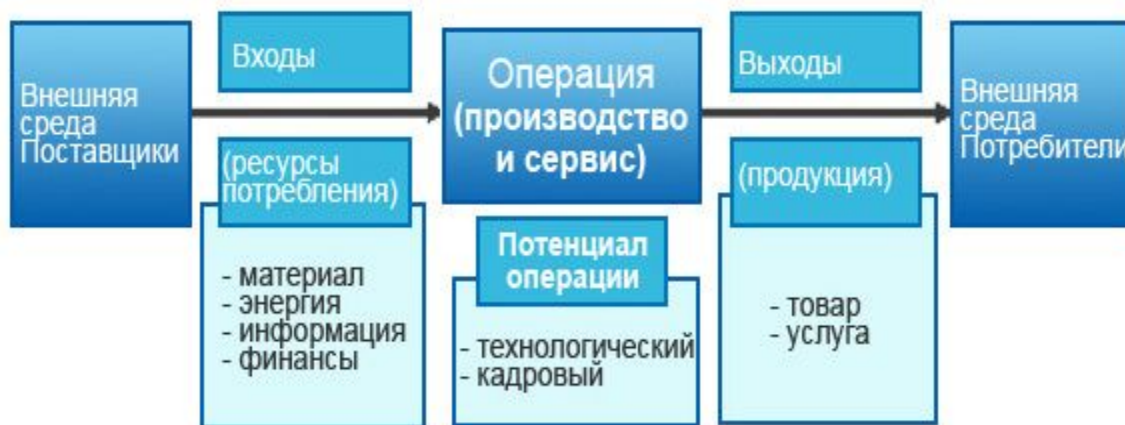 Внешняя
среда
Поставщики
Входы
(ресурсы
потребления)
- материал
- энергия
- информация
- финансы
Операция
(производство
и сервис)
Потенциал
операции
- технологический
- кадровый
Выходы
(продукция)
- товар
- услуга
Внешняя
среда
Потребители